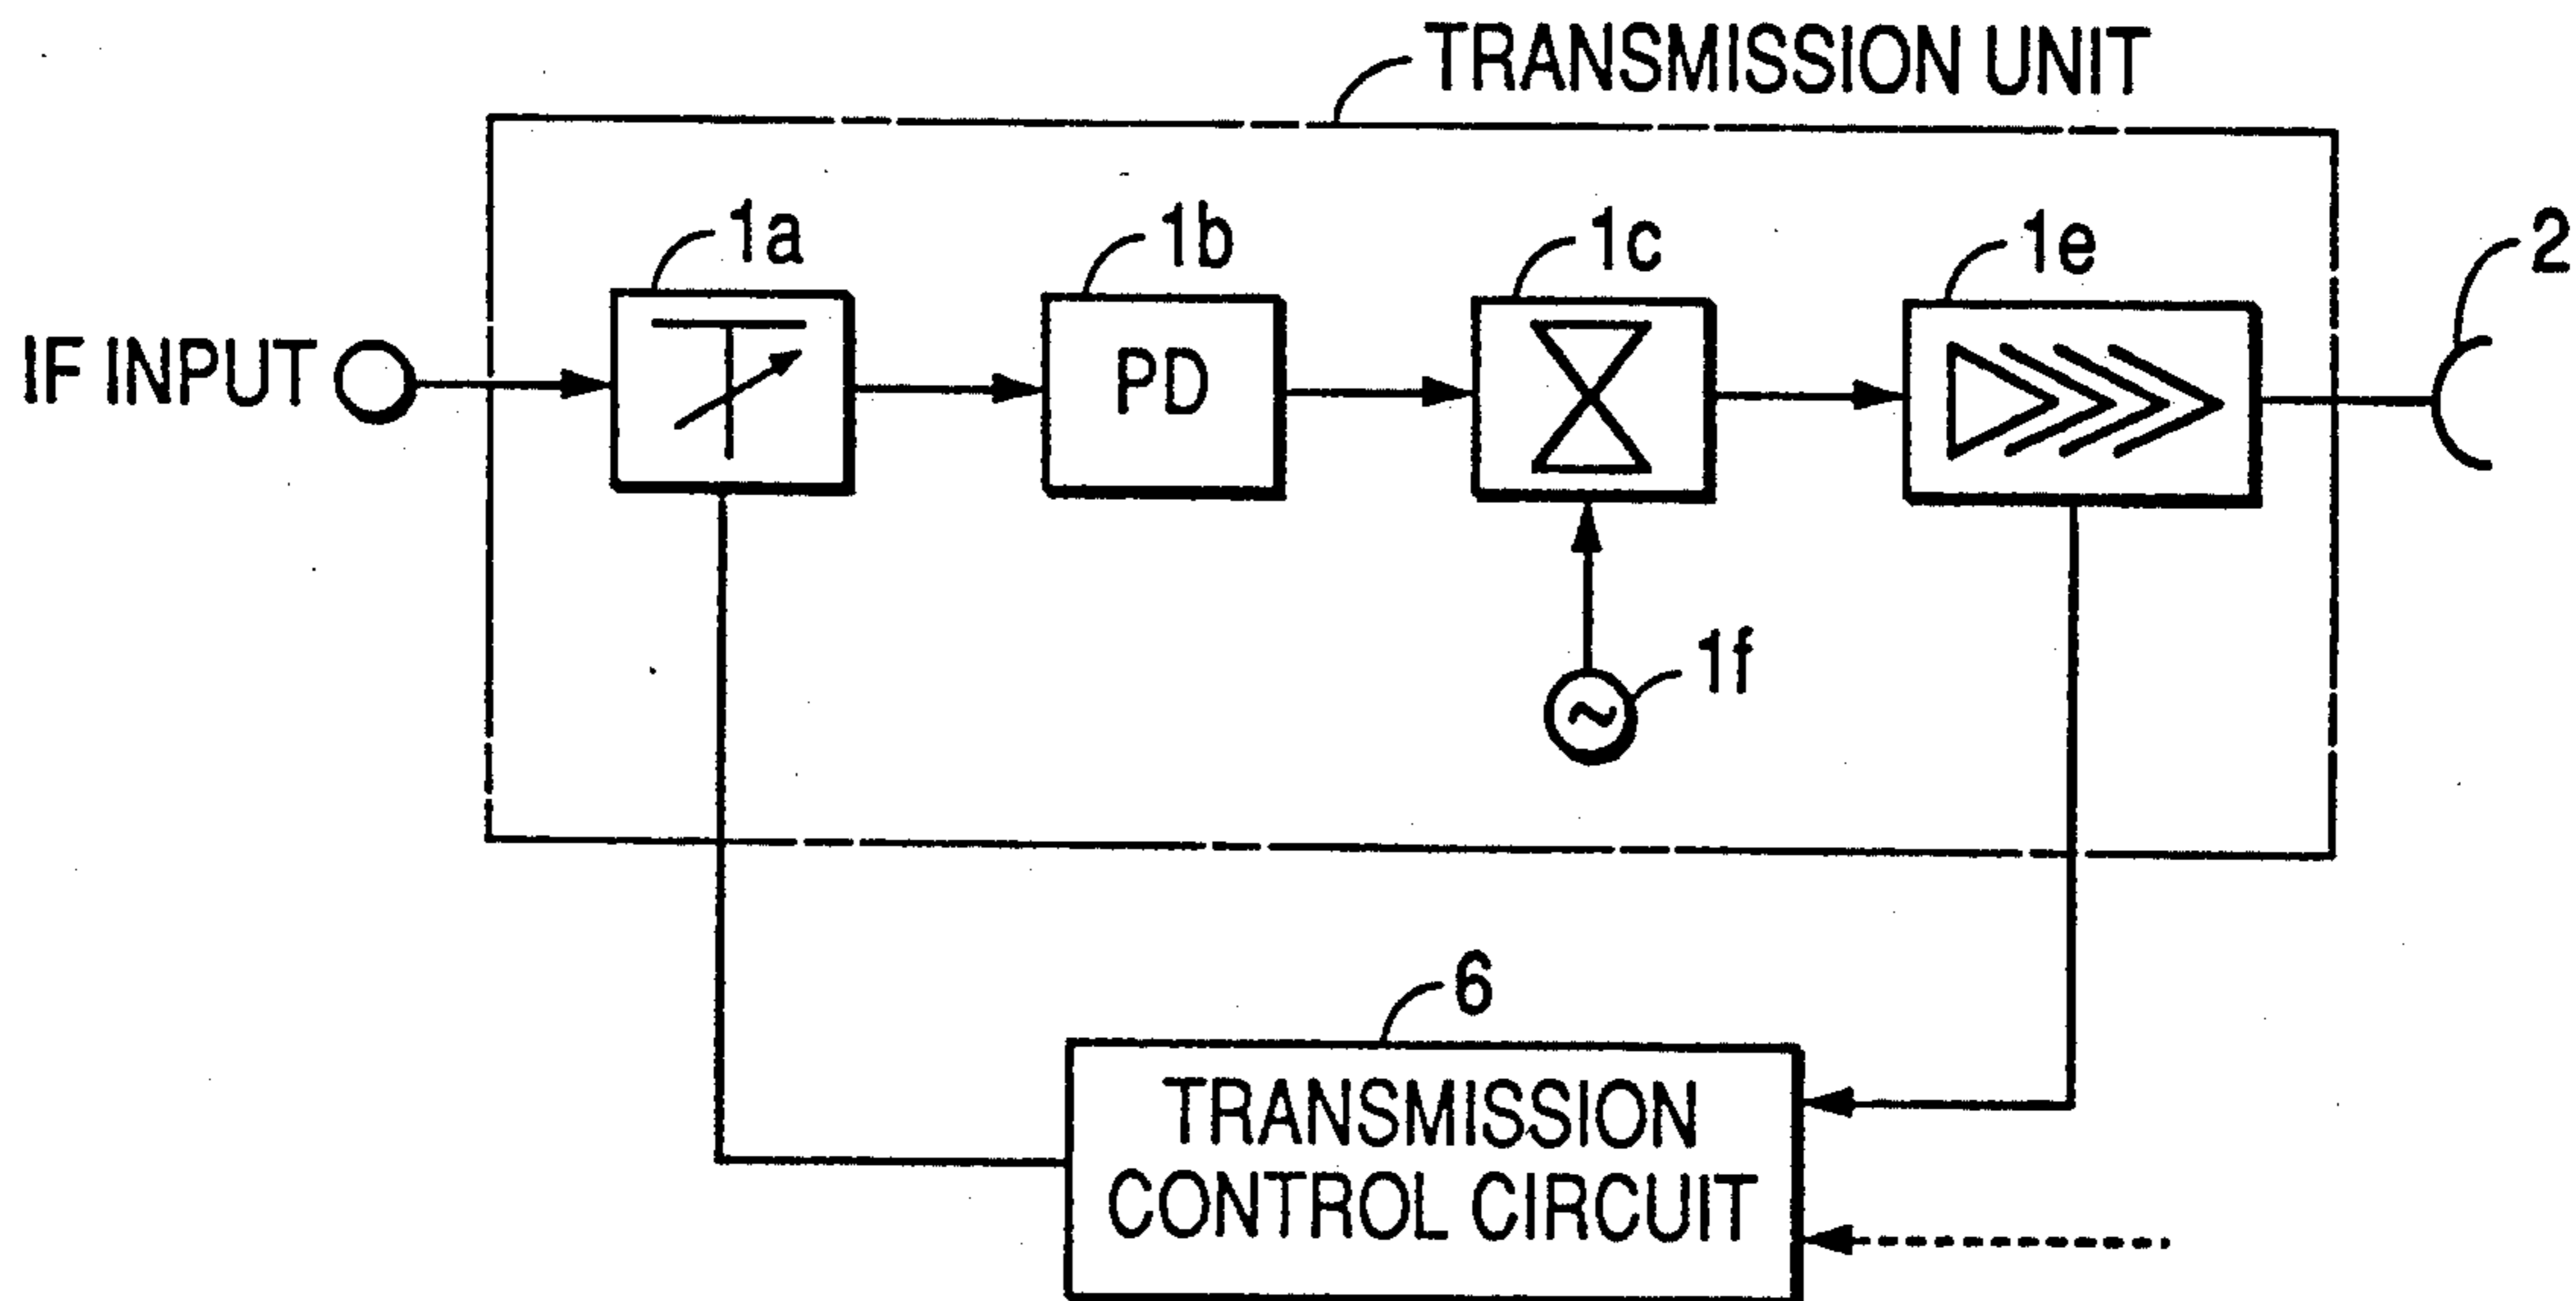 TRANSMISSION UNIT
1a
1b
1c
1e
2
IF INPUT
PD
1f
6
TRANSMISSION
CONTROL CIRCUIT